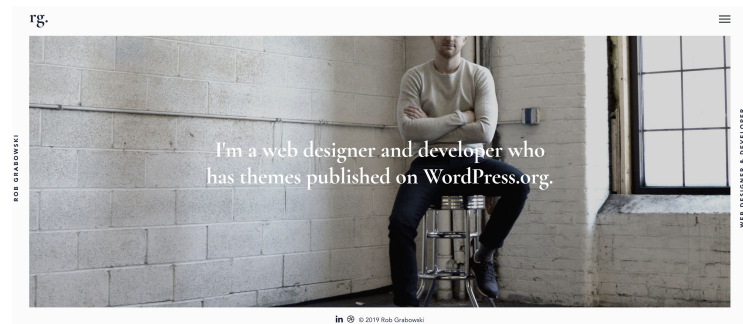 rg.
ROB GRABOWSKI
I'm a web designer and developer who
has themes published on WordPress.org.
WEB DESIGNER & DEVELOPER
in © 2019 Rob Grabowski